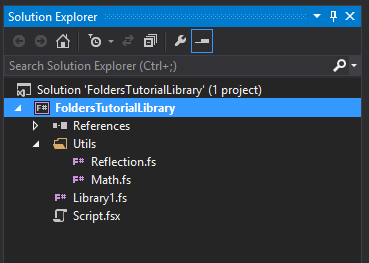 Solution Explorer
Search Solution Explorer (Ctrl+;)
Solution 'FoldersTutorialLibrary' (1 project)
F# FoldersTutorialLibrary
References
Utils
F# Reflection.fs
F# Math.fs
F# Library1.fs
Script.fsx